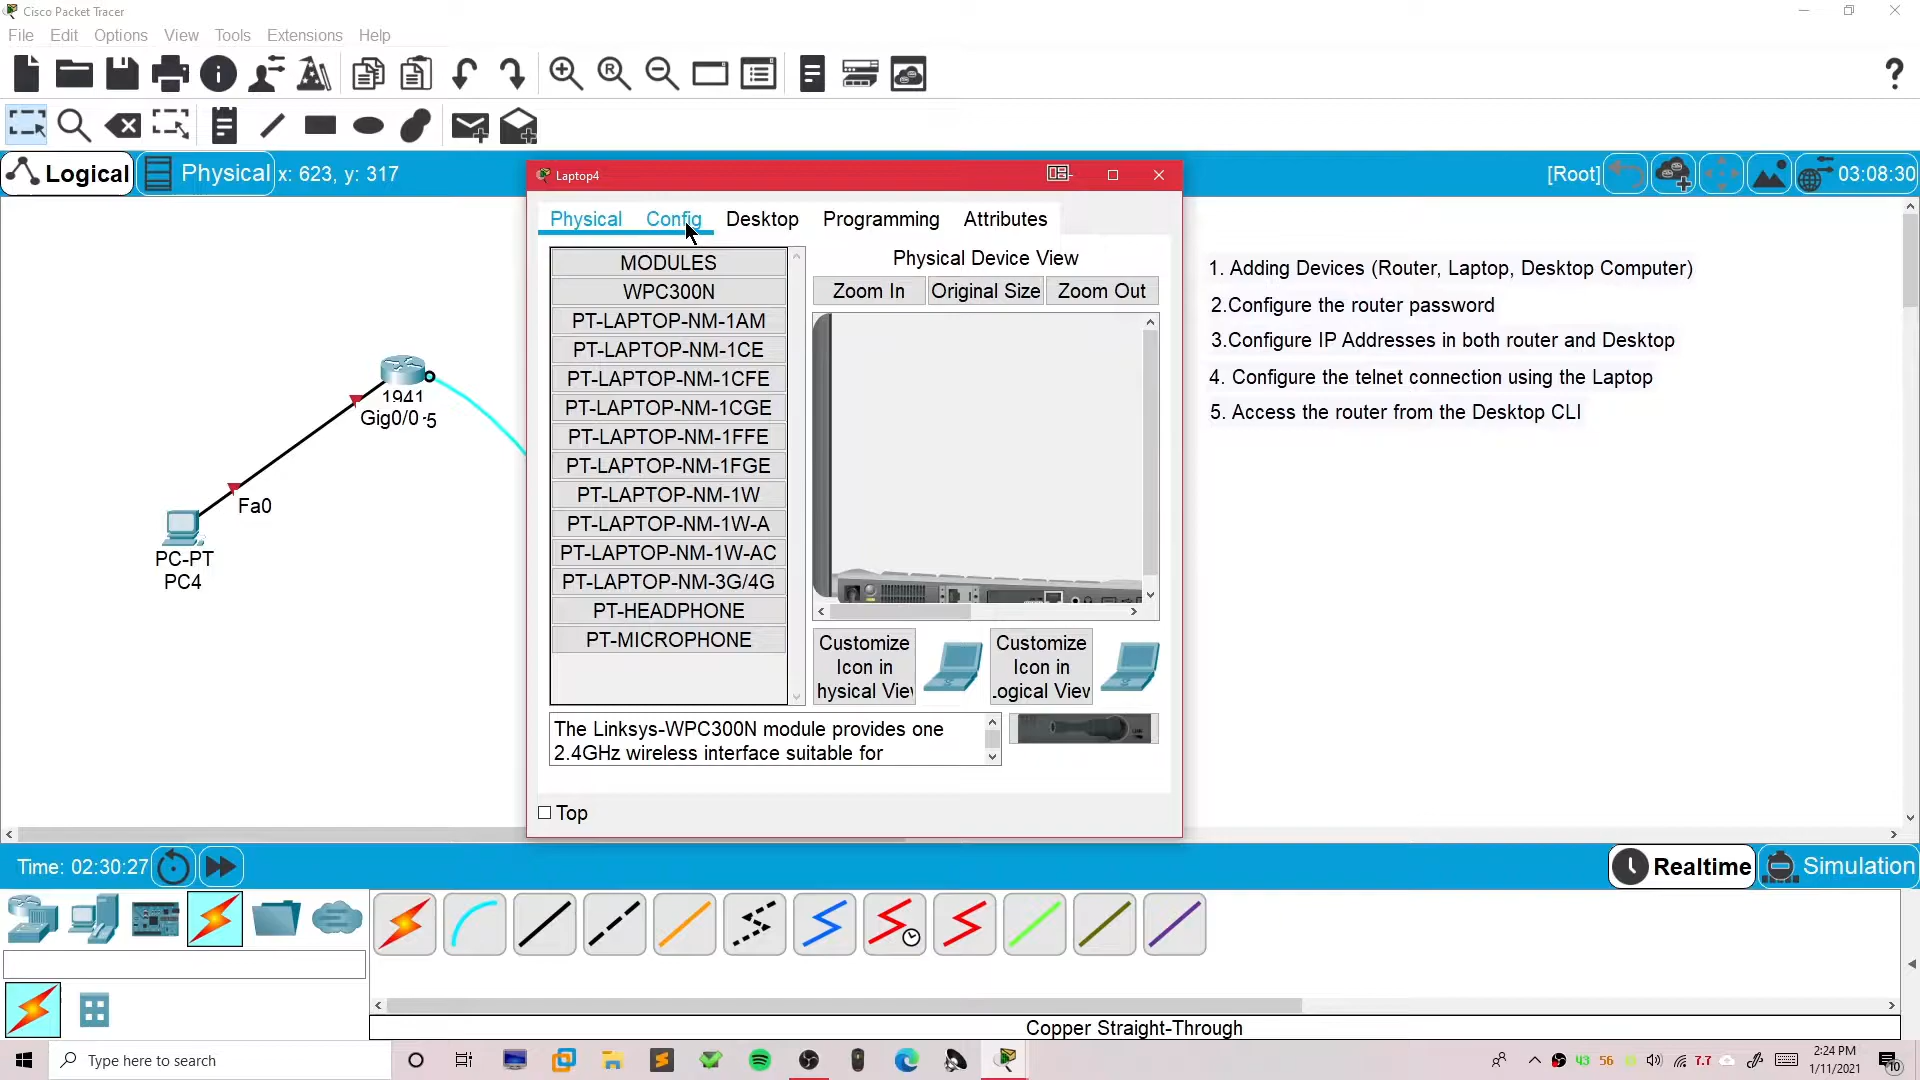 Cisco Packet Tracer
File Edit Options View Tools Extensions Help
Logical Physical x: 623, y: 317
[Root] 03:08:30
Laptop4
Physical Config Desktop Programming Attributes
MODULES
WPC300N
PT-LAPTOP-NM-1AM
PT-LAPTOP-NM-1CE
PT-LAPTOP-NM-1CFE
PT-LAPTOP-NM-1CGE
PT-LAPTOP-NM-1FFE
PT-LAPTOP-NM-1FGE
PT-LAPTOP-NM-1W
PT-LAPTOP-NM-1W-A
PT-LAPTOP-NM-1W-AC
PT-LAPTOP-NM-3G/4G
PT-HEADPHONE
PT-MICROPHONE
Physical Device View
Zoom In Original Size Zoom Out
Customize
Icon in
hysical Viev
Customize
Icon in
ogical View
The Linksys-WPC300N module provides one
2.4GHz wireless interface suitable for
Top
1941
Gig0/0
5
Fa0
PC-PT
PC4
1. Adding Devices (Router, Laptop, Desktop Computer)
2.Configure the router password
3.Configure IP Addresses in both router and Desktop
4. Configure the telnet connection using the Laptop
5. Access the router from the Desktop CLI
Time: 02:30:27
Realtime Simulation
Copper Straight-Through
Type here to search
43 56 7.7
2:24 PM
1/11/2021
10